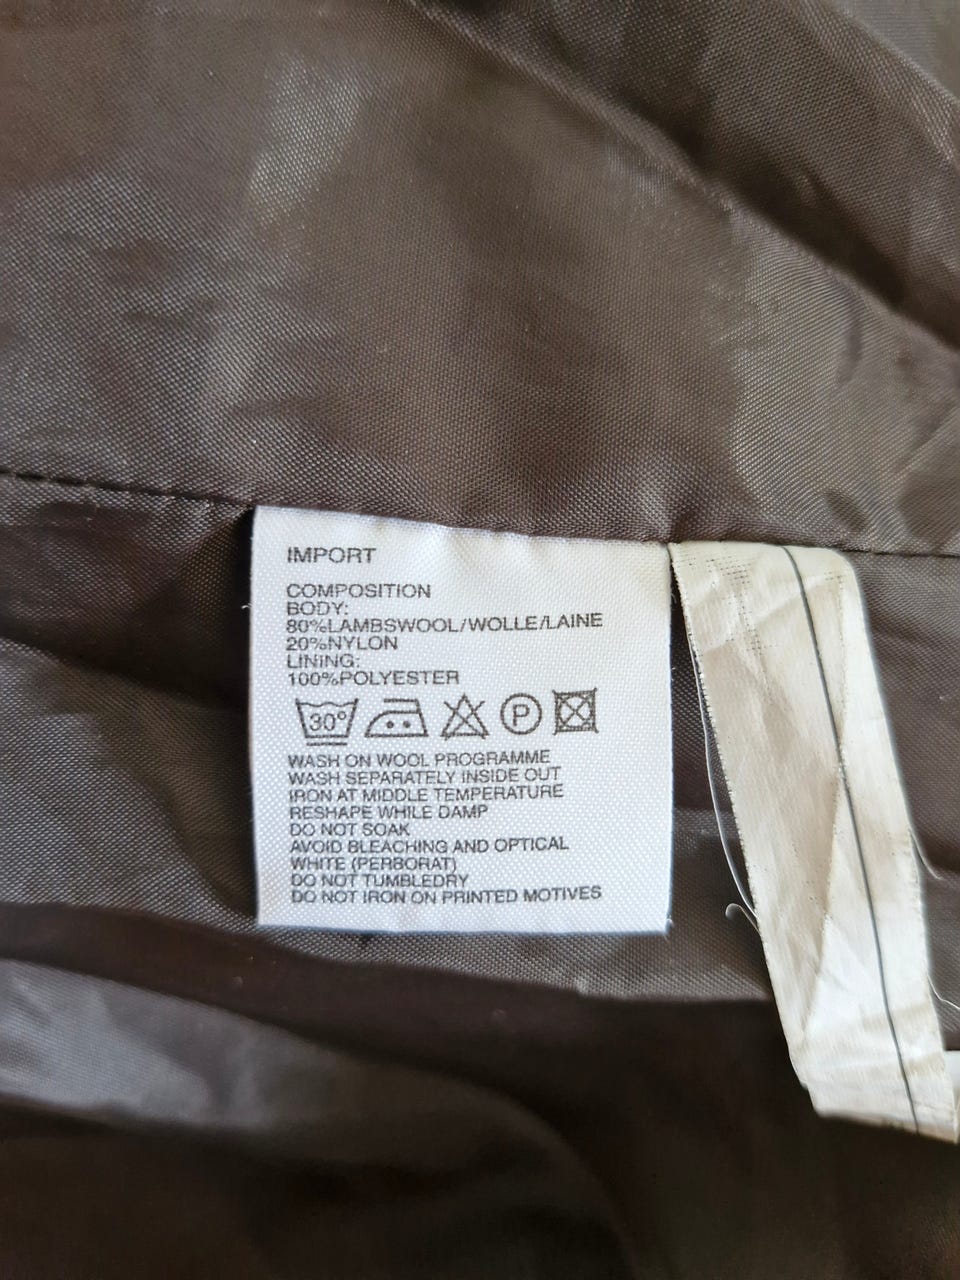 IMPORT
COMPOSITION
BODY:
80%LAMBSWOOL/WOLLE/LAINE
20%NYLON
LINING:
100%POLYESTER
30° P
WASH ON WOOL PROGRAMME
WASH SEPARATELY INSIDE OUT
IRON AT MIDDLE TEMPERATURE
RESHAPE WHILE DAMP
DO NOT SOAK
AVOID BLEACHING AND OPTICAL
WHITE (PERBORAT)
DO NOT TUMBLEDRY
DO NOT IRON ON PRINTED MOTIVES